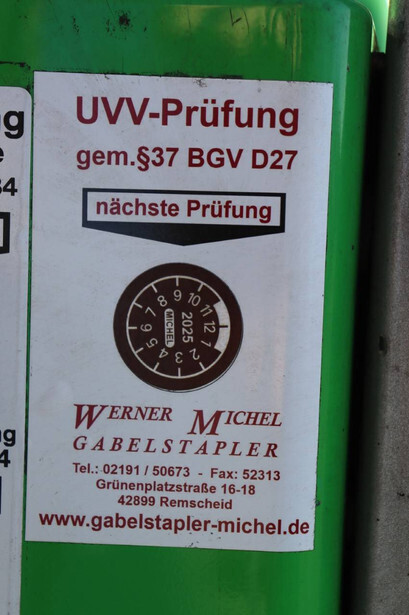 g
e
34
UVV-Prüfung
gem.§37 BGV D27
nächste Prüfung
1 2 3 4 5 6 7 8 9 10 11 12
2025
MICHEL
WERNER MICHEL
GABELSTAPLER
Tel.: 02191 / 50673 - Fax: 52313
Grünenplatzstraße 16-18
42899 Remscheid
www.gabelstapler-michel.de
g
4